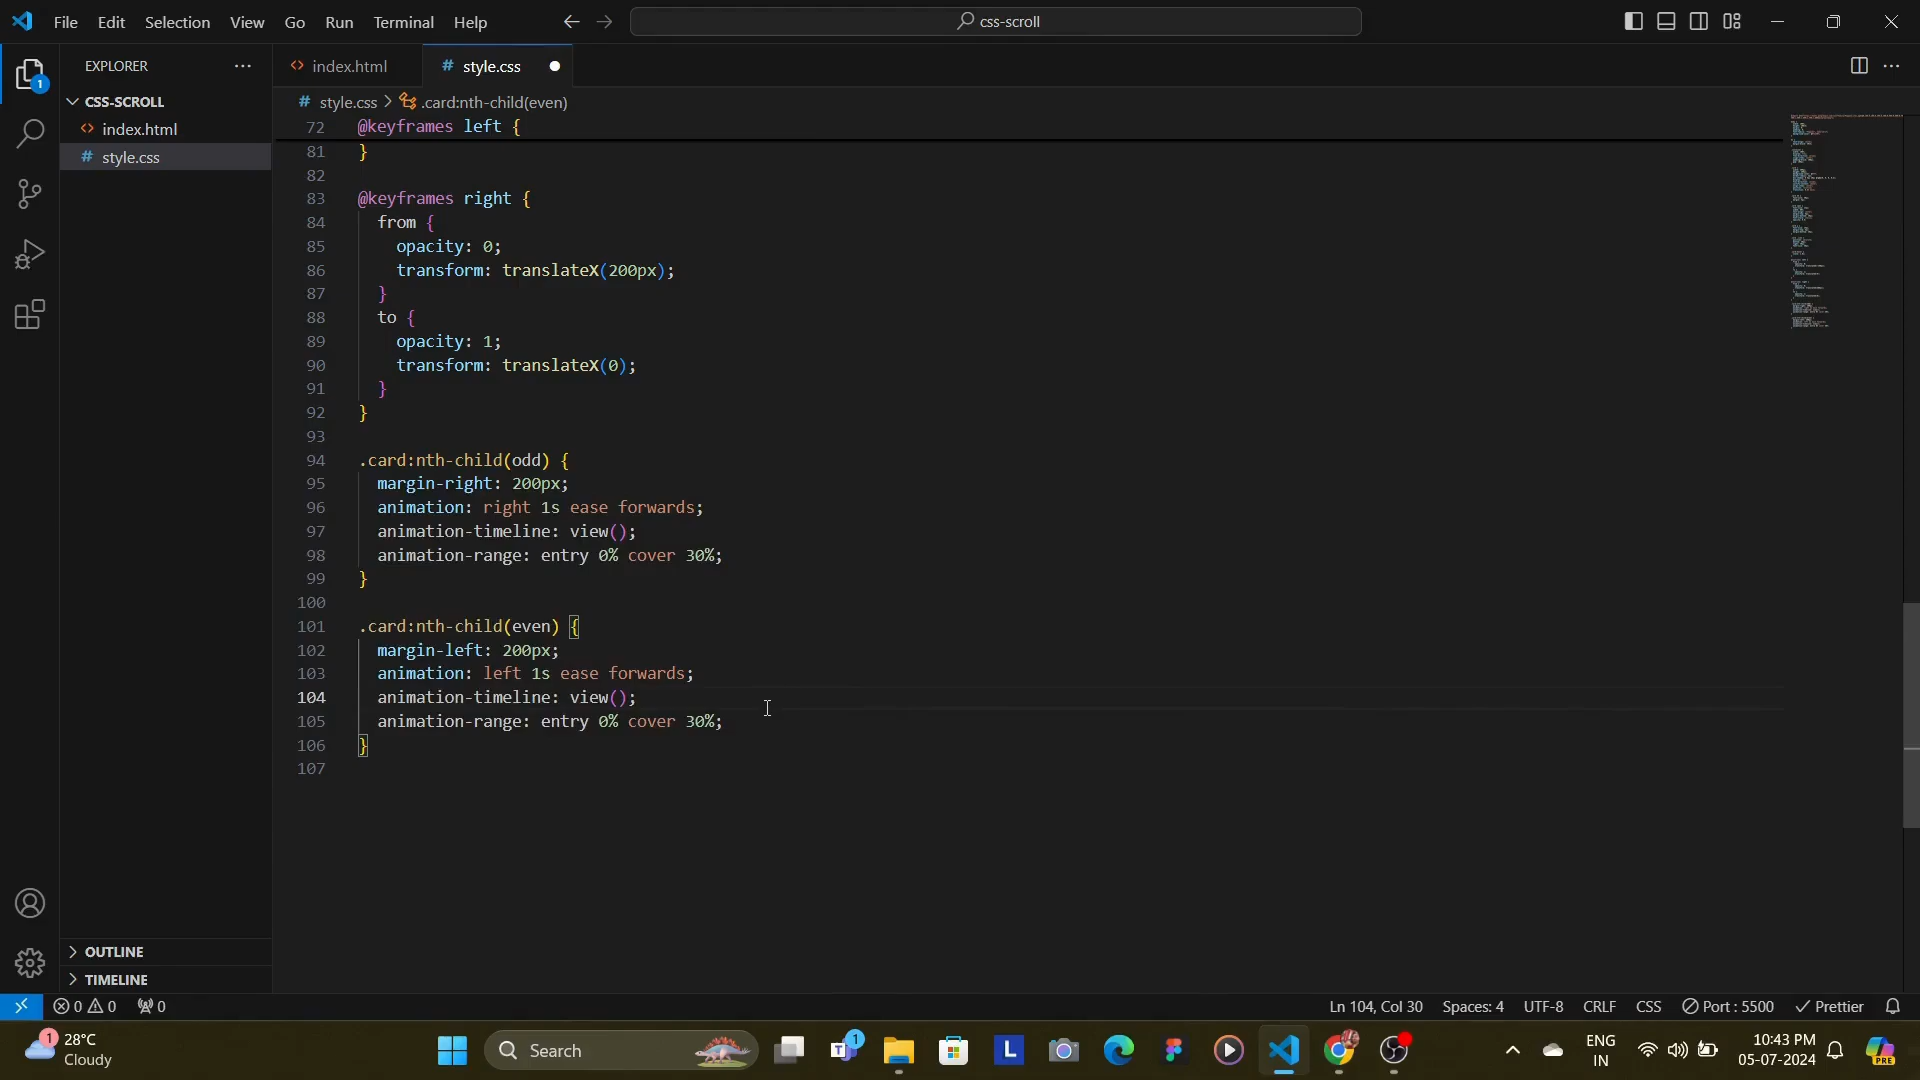 File Edit Selection View Go Run Terminal Help
css-scroll
EXPLORER
index.html
style.css
CSS-SCROLL
index.html
style.css
1
style.css > .card:nth-child(even)
72 @keyframes left {
81 }
82
83 @keyframes right {
84 from {
85 opacity: 0;
86 transform: translateX(200px);
87 }
88 to {
89 opacity: 1;
90 transform: translateX(0);
91 }
92 }
93
94 .card:nth-child(odd) {
95 margin-right: 200px;
96 animation: right 1s ease forwards;
97 animation-timeline: view();
98 animation-range: entry 0% cover 30%;
99 }
100
101 .card:nth-child(even) {
102 margin-left: 200px;
103 animation: left 1s ease forwards;
104 animation-timeline: view();
105 animation-range: entry 0% cover 30%;
106 }
107
OUTLINE
TIMELINE
0 0 0
Ln 104, Col 30 Spaces: 4 UTF-8 CRLF CSS Port : 5500 Prettier
1
28°C
Cloudy
Search
T 1
L
PRE
ENG
IN
10:43 PM
05-07-2024